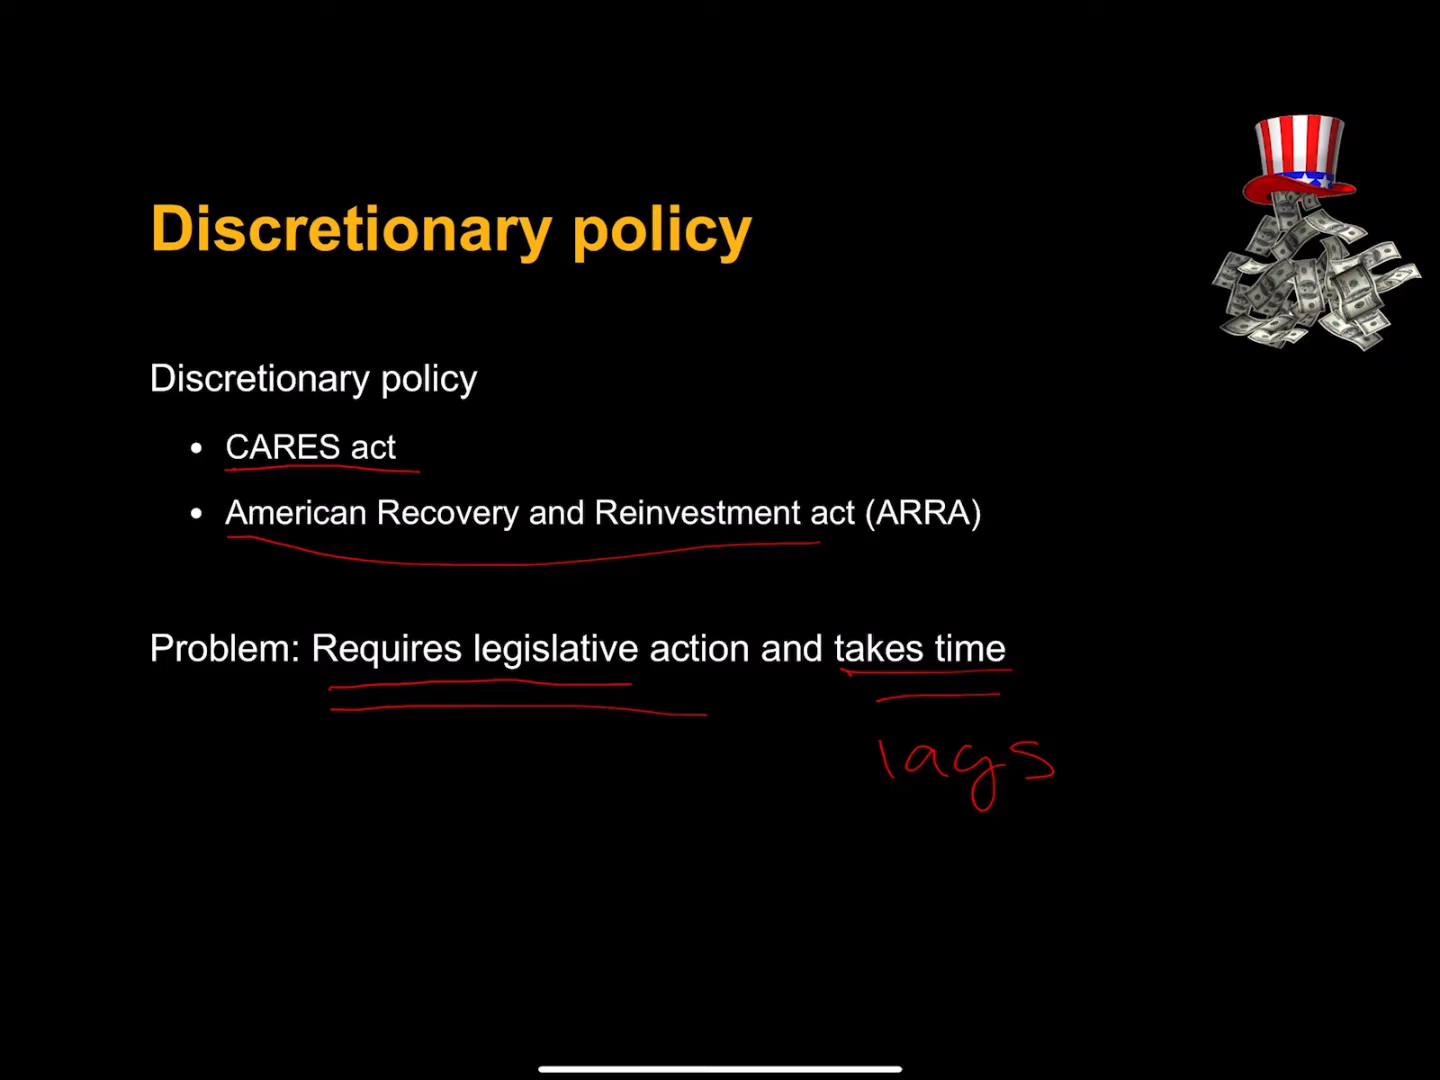 Discretionary policy
Discretionary policy
• CARES act
• American Recovery and Reinvestment act (ARRA)
Problem: Requires legislative action and takes time
lags